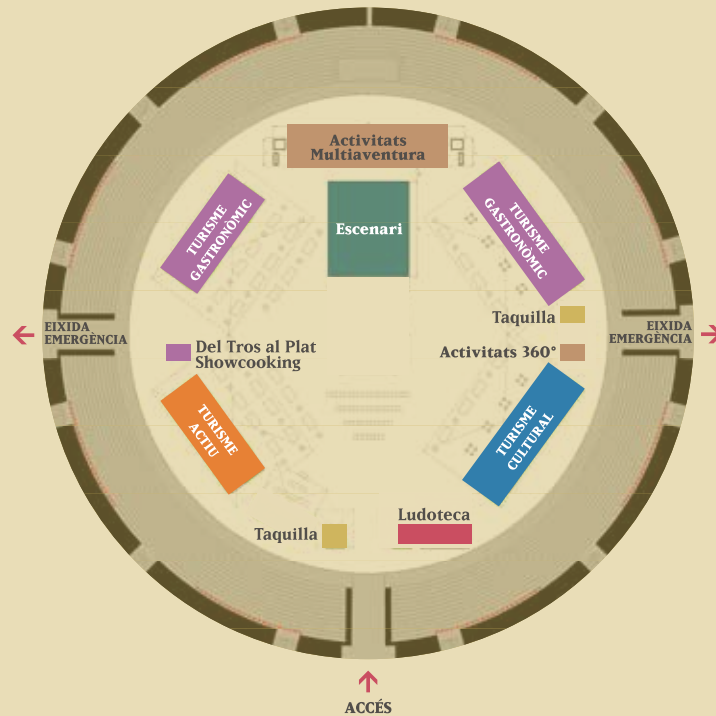 Activitats
Multiaventura
TURISME
GASTRONÒMIC
Escenari
TURISME
GASTRONÒMIC
Taquilla
EIXIDA
EMERGÈNCIA
EIXIDA
EMERGÈNCIA
Del Tros al Plat
Showcooking
Activitats 360°
TURISME
ACTIU
TURISME
CULTURAL
Ludoteca
Taquilla
ACCÉS